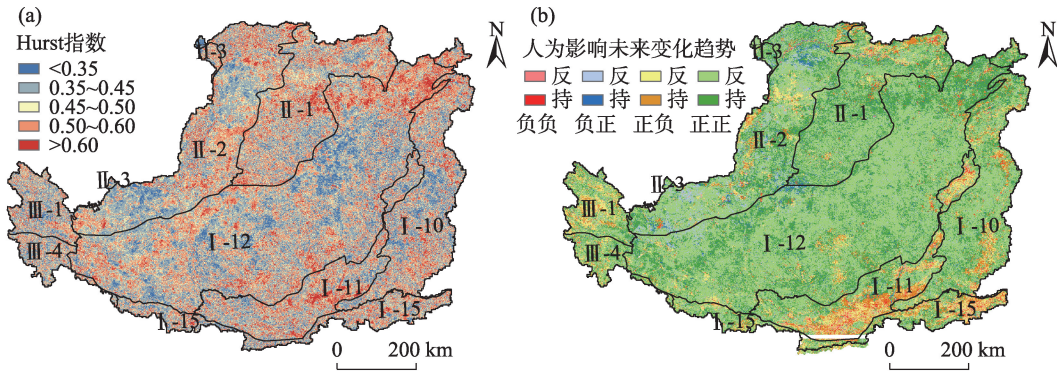 (a)
N
Hurst指数
<0.35
0.35~0.45
0.45~0.50
0.50~0.60
>0.60
Ⅱ-3
Ⅱ-1
Ⅱ-2
Ⅱ-3
Ⅲ-1
Ⅲ-4
Ⅰ-12
Ⅰ-10
Ⅰ-11
Ⅰ-15
Ⅰ-15
0 200 km
(b)
N
人为影响未来变化趋势
反 反 反 反
持 持 持 持
负负 负正 正负 正正
Ⅱ-3
Ⅱ-1
Ⅱ-2
Ⅱ-3
Ⅲ-1
Ⅲ-4
Ⅰ-12
Ⅰ-10
Ⅰ-11
Ⅰ-15
Ⅰ-15
0 200 km